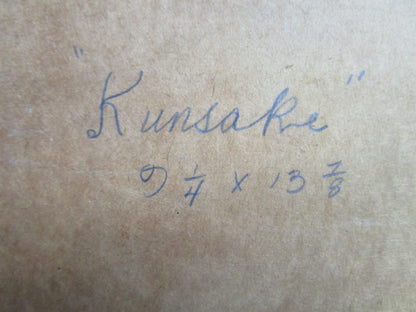 "Kunsake"
9 1/4 x 13 7/8